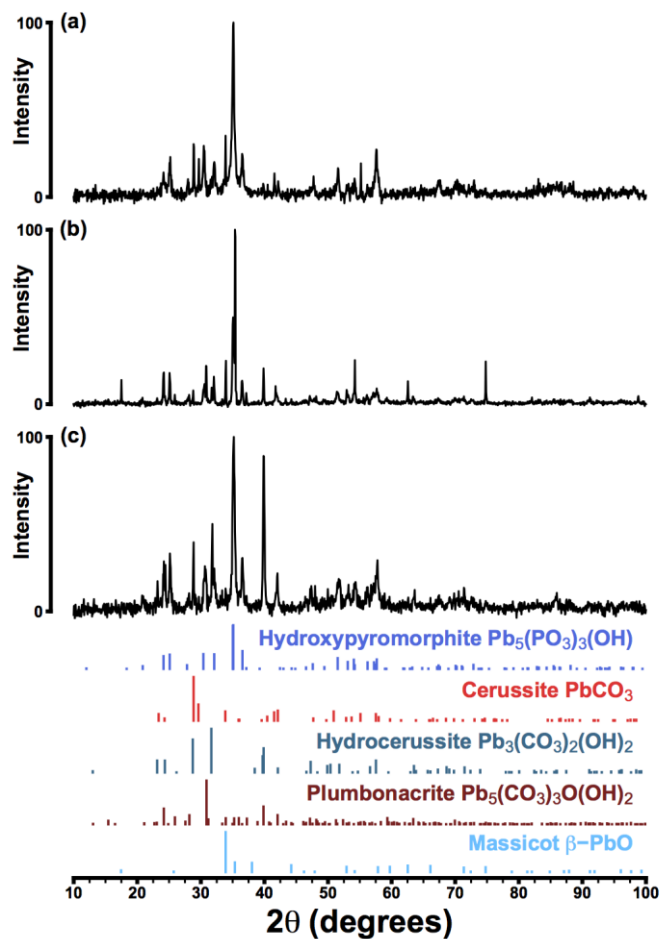 100
(a)
Intensity
0
100
(b)
Intensity
0
100
(c)
Intensity
0
Hydroxypyromorphite Pb5(PO3)3(OH)
Cerussite PbCO3
Hydrocerussite Pb3(CO3)2(OH)2
Plumbonacrite Pb5(CO3)3O(OH)2
Massicot β−PbO
10 20 30 40 50 60 70 80 90 100
2θ (degrees)